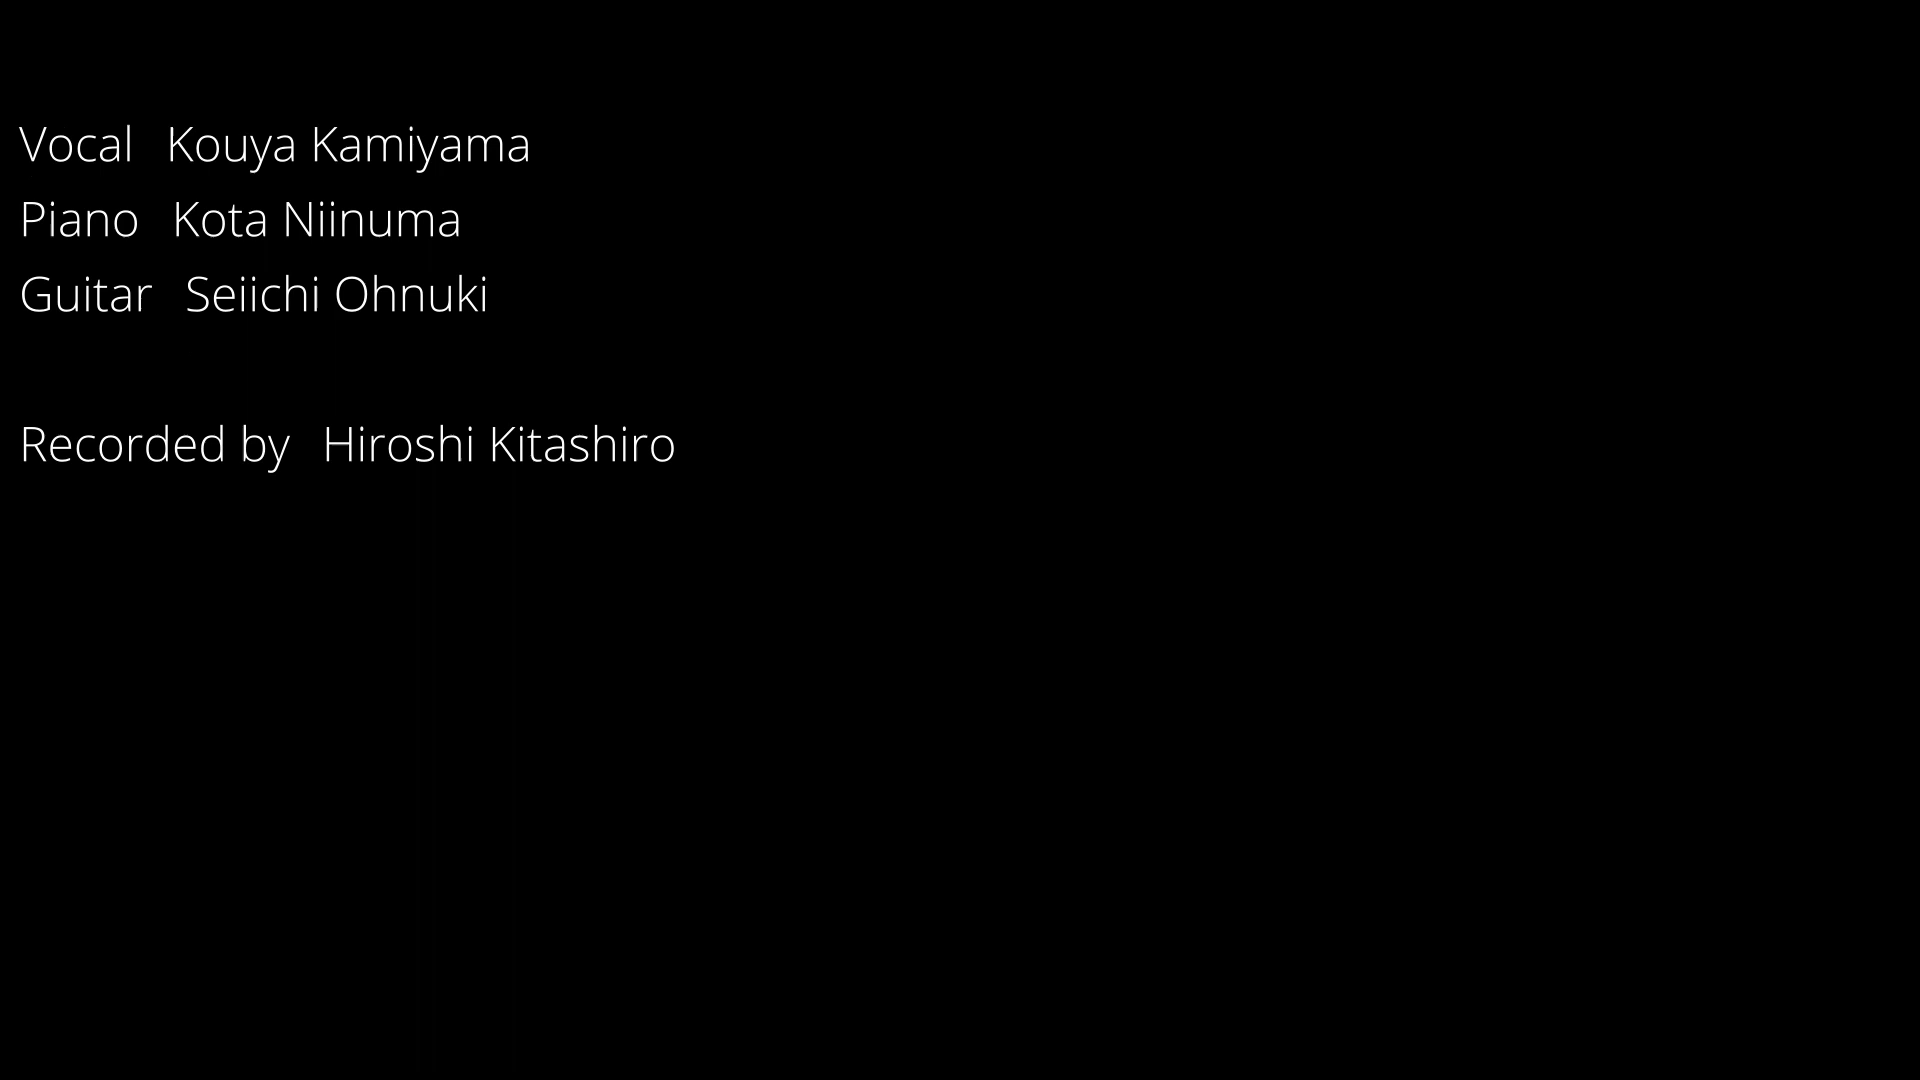 Vocal Kouya Kamiyama
Piano Kota Niinuma
Guitar Seiichi Ohnuki
Recorded by Hiroshi Kitashiro